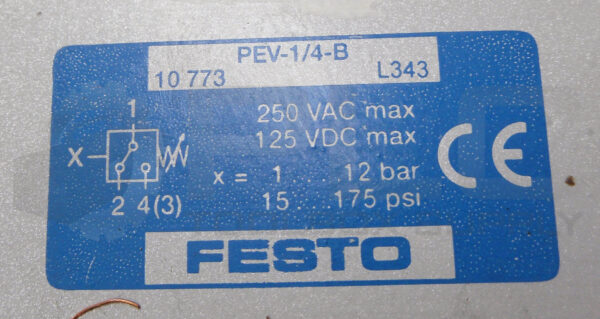 PEV-1/4-B
10 773 L343
1
250 VAC max
125 VDC max
X
x = 1 ... 12 bar
2 4(3)
15 ... 175 psi
CE
FESTO